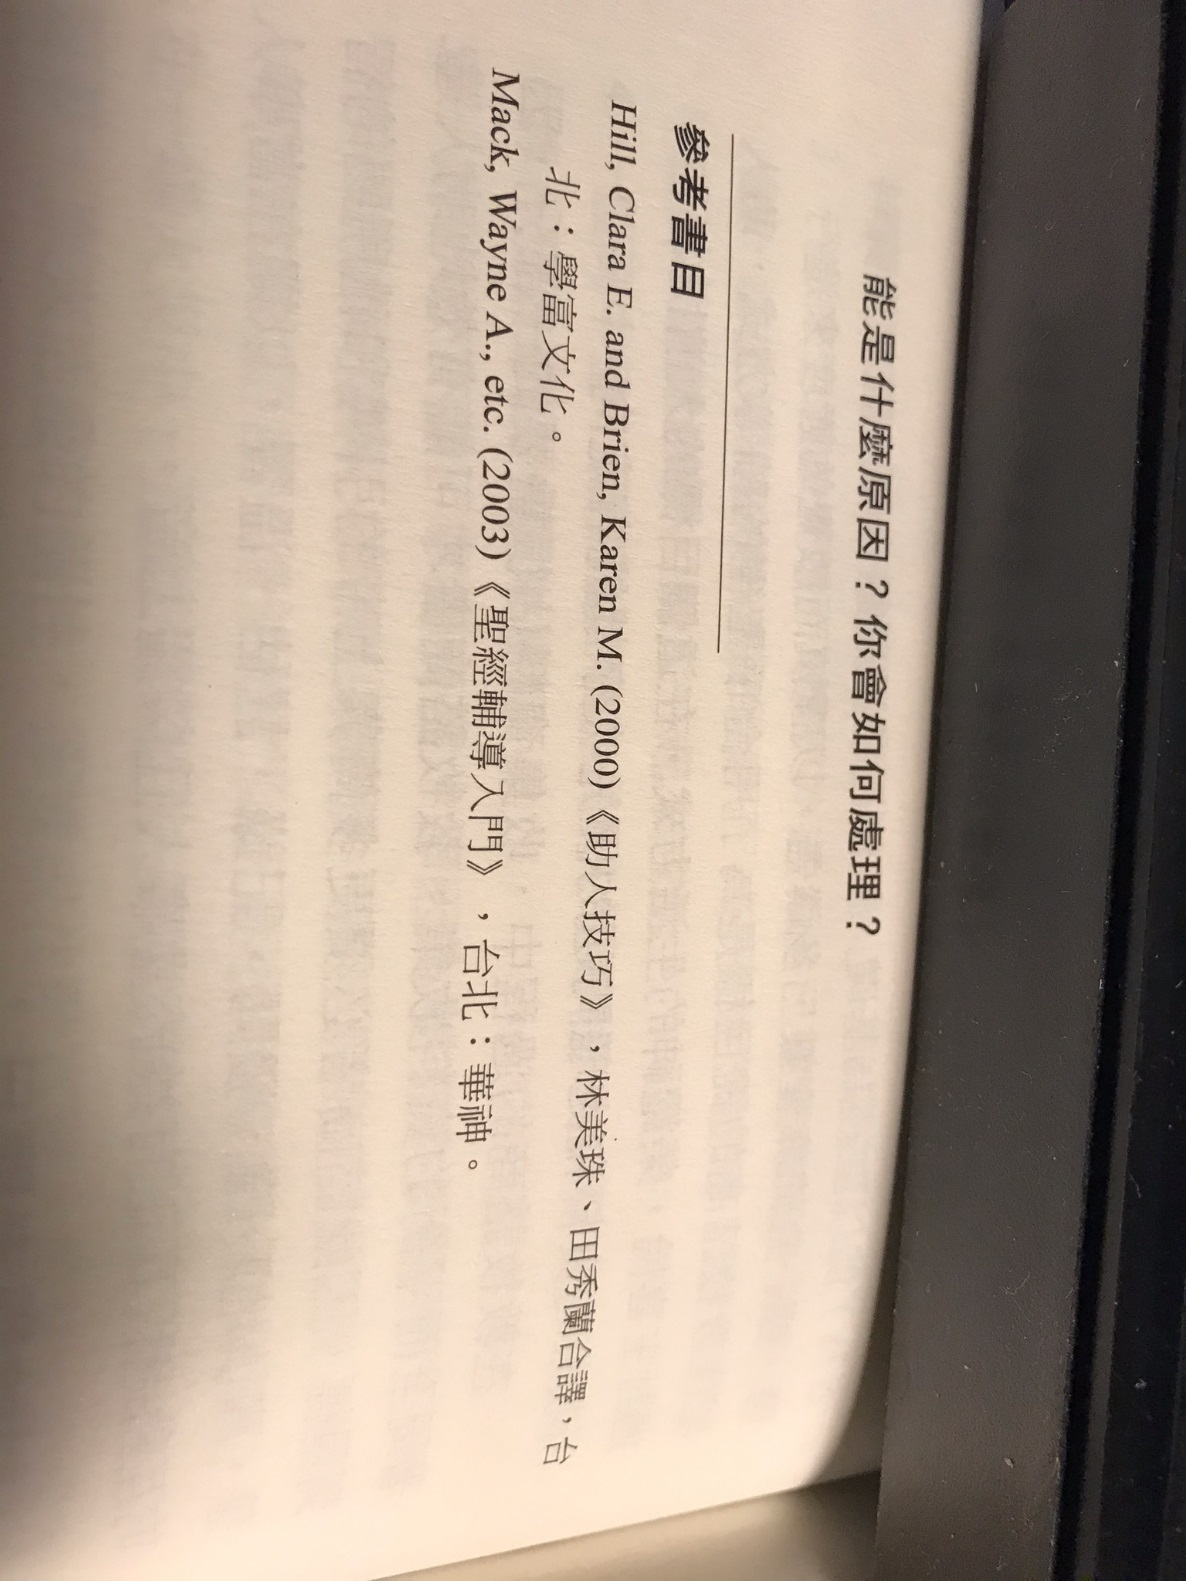 能是什麼原因？你會如何處理？
參考書目
Hill, Clara E. and Brien, Karen M. (2000)《助人技巧》，林美珠、田秀蘭合譯，台
北：學富文化。
Mack, Wayne A., etc. (2003)《聖經輔導入門》，台北：華神。